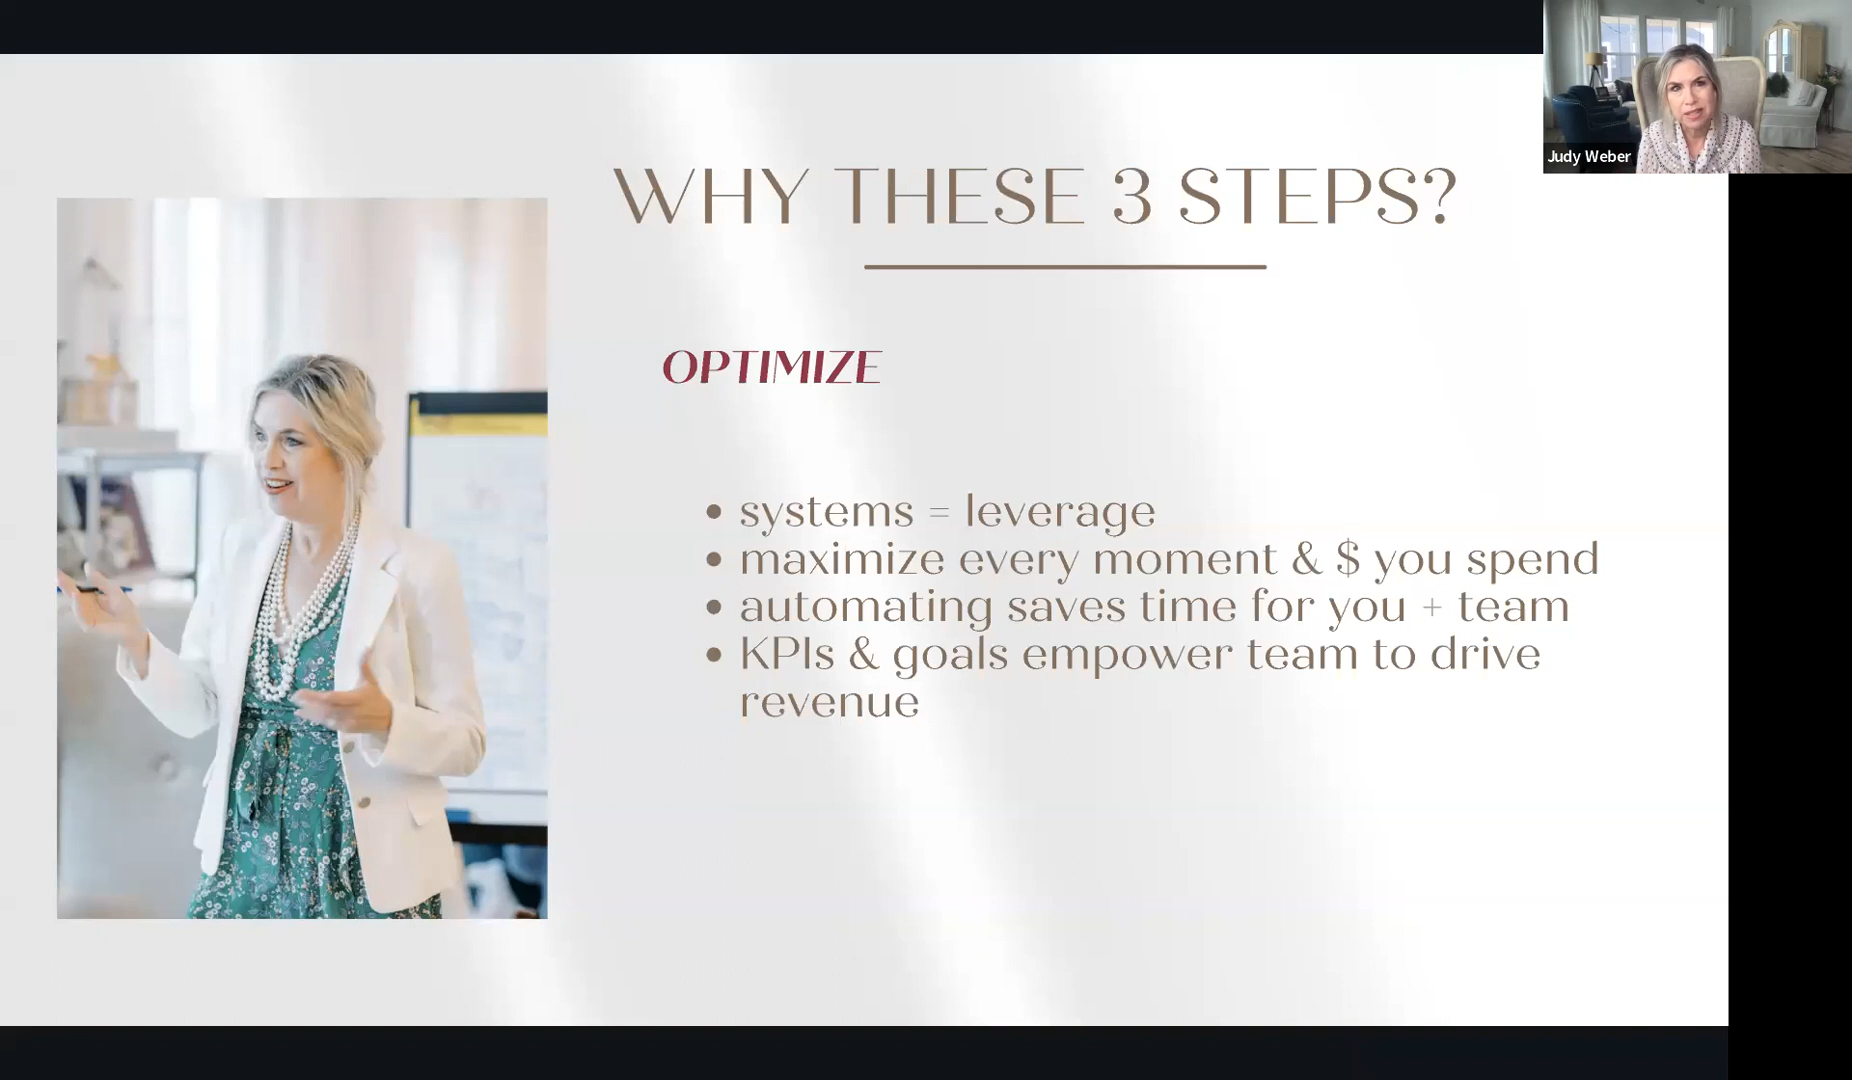 Judy Weber
WHY THESE 3 STEPS?
OPTIMIZE
• systems = leverage
• maximize every moment & $ you spend
• automating saves time for you + team
• KPIs & goals empower team to drive
revenue